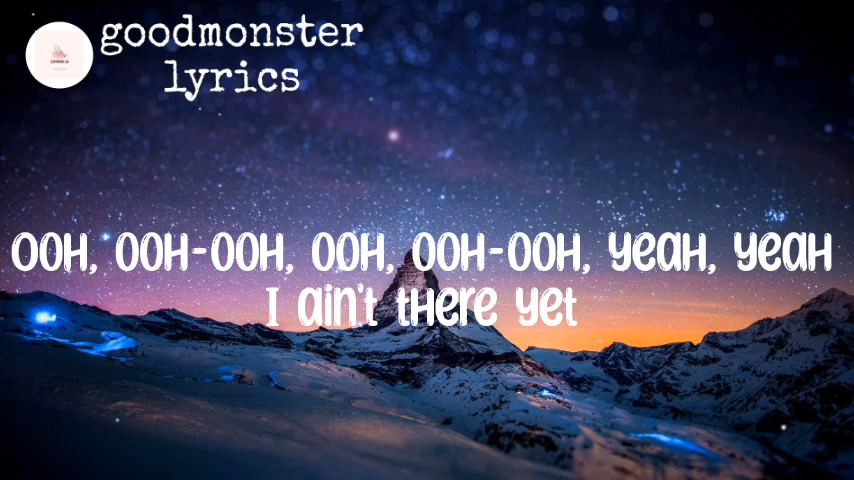 goodmonster
lyrics
OOH, OOH-OOH, OOH, OOH-OOH, yeah, yeah
I ain't there yet